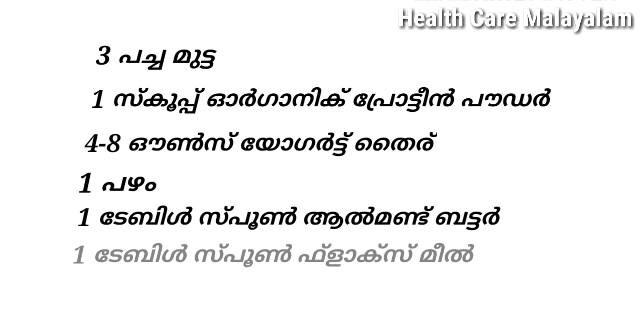 Health Care Malayalam
3 പച്ച മുട്ട
1 സ്കൂപ്പ് ഓർഗാനിക് പ്രോട്ടീൻ പൗഡർ
4-8 ഔൺസ് യോഗർട്ട് തൈര്
1 പഴം
1 ടേബിൾ സ്പൂൺ ആൽമണ്ട് ബട്ടർ
1 ടേബിൾ സ്പൂൺ ഫ്ളാക്സ് മീൽ